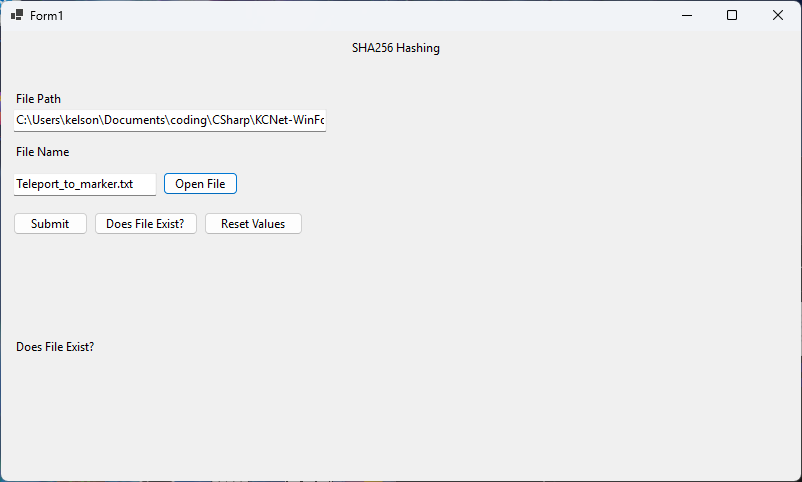 Form1
SHA256 Hashing
File Path
C:\Users\kelson\Documents\coding\CSharp\KCNet-WinFo
File Name
Teleport_to_marker.txt Open File
Submit Does File Exist? Reset Values
Does File Exist?